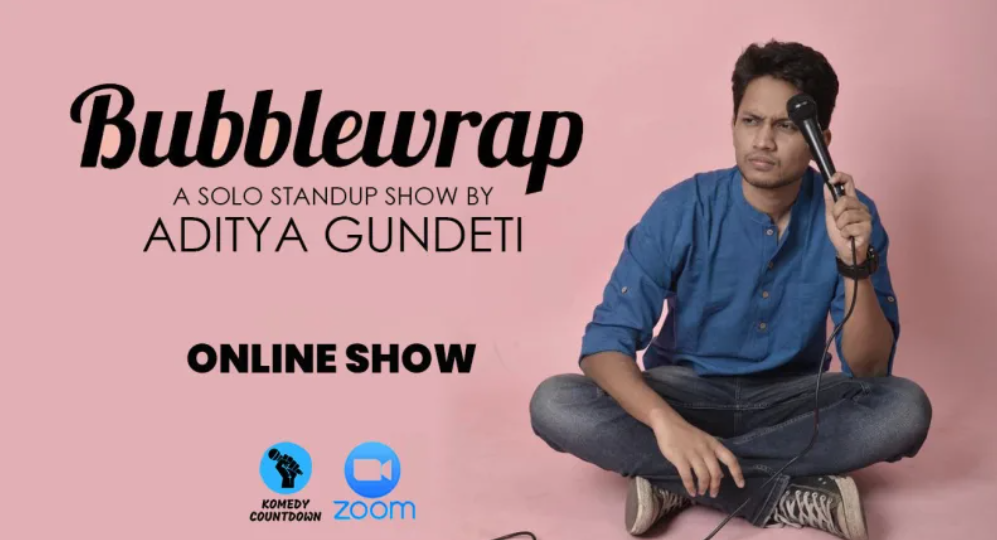 Bubblewrap
A SOLO STANDUP SHOW BY
ADITYA GUNDETI
ONLINE SHOW
KOMEDY
COUNTDOWN
zoom